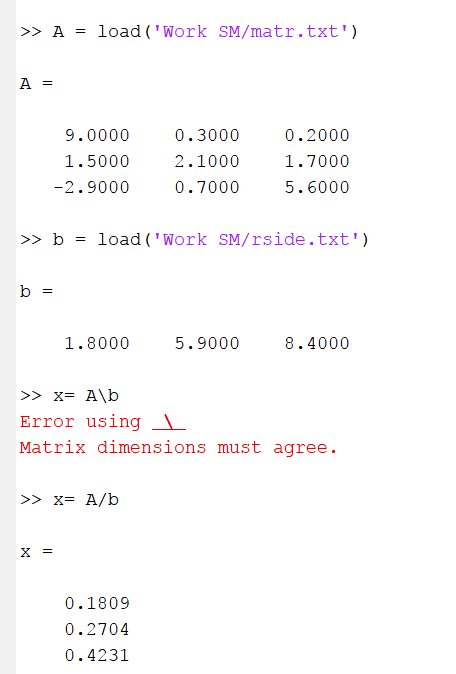 >> A = load('Work SM/matr.txt')
A =
9.0000 0.3000 0.2000
1.5000 2.1000 1.7000
-2.9000 0.7000 5.6000
>> b = load('Work SM/rside.txt')
b =
1.8000 5.9000 8.4000
>> x= A\b
Error using  \ 
Matrix dimensions must agree.
>> x= A/b
x =
0.1809
0.2704
0.4231